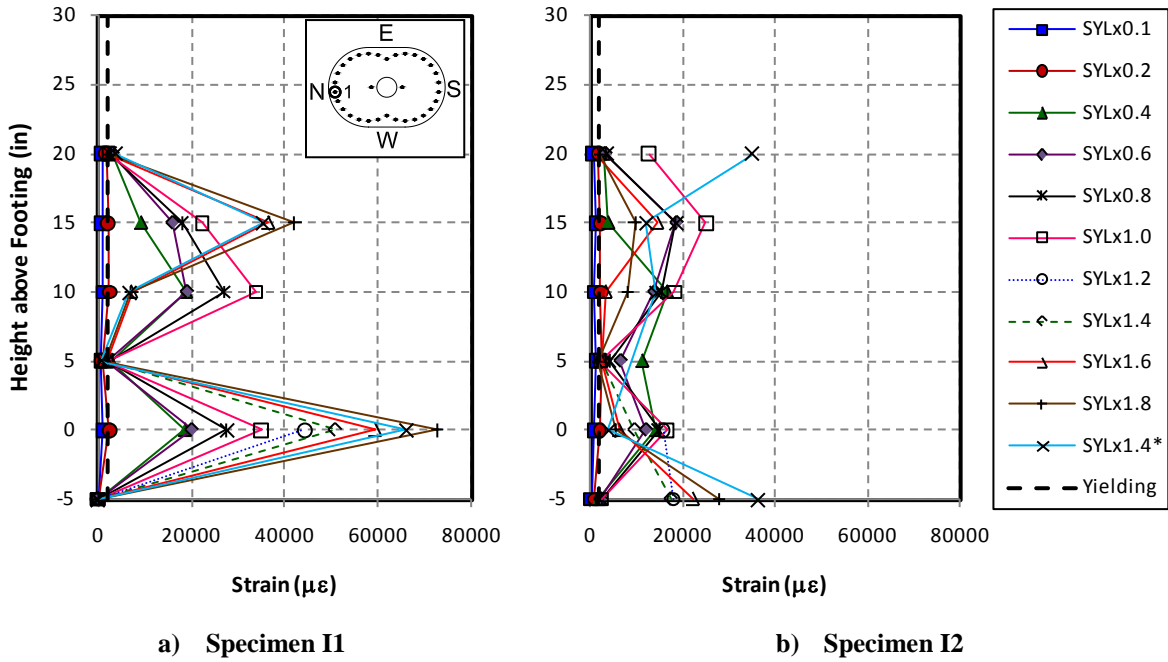 30
25
20
15
10
5
0
-5
Height above Footing (in)
0
20000
40000
60000
80000
Strain (με)
E
N
1
S
W
a) Specimen I1
30
25
20
15
10
5
0
-5
0
20000
40000
60000
80000
Strain (με)
b) Specimen I2
SYLx0.1
SYLx0.2
SYLx0.4
SYLx0.6
SYLx0.8
SYLx1.0
SYLx1.2
SYLx1.4
SYLx1.6
SYLx1.8
SYLx1.4*
Yielding